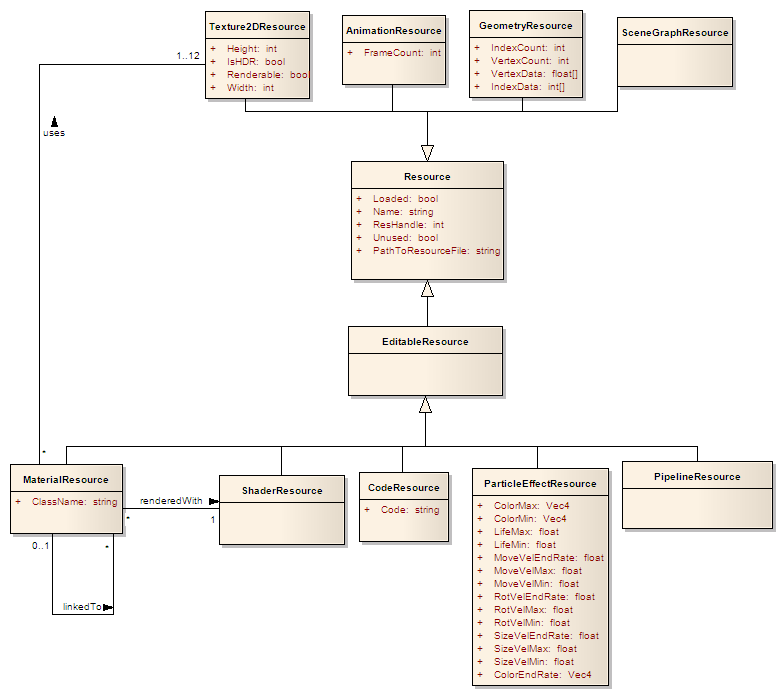 Texture2DResource
+ Height: int
+ IsHDR: bool
+ Renderable: bool
+ Width: int
AnimationResource
+ FrameCount: int
GeometryResource
+ IndexCount: int
+ VertexCount: int
+ VertexData: float[]
+ IndexData: int[]
SceneGraphResource
1..12
uses
Resource
+ Loaded: bool
+ Name: string
+ ResHandle: int
+ Unused: bool
+ PathToResourceFile: string
EditableResource
*
MaterialResource
+ ClassName: string
renderedWith
*
1
ShaderResource
CodeResource
+ Code: string
ParticleEffectResource
+ ColorMax: Vec4
+ ColorMin: Vec4
+ LifeMax: float
+ LifeMin: float
+ MoveVelEndRate: float
+ MoveVelMax: float
+ MoveVelMin: float
+ RotVelEndRate: float
+ RotVelMax: float
+ RotVelMin: float
+ SizeVelEndRate: float
+ SizeVelMax: float
+ SizeVelMin: float
+ ColorEndRate: Vec4
PipelineResource
0..1
*
linkedTo